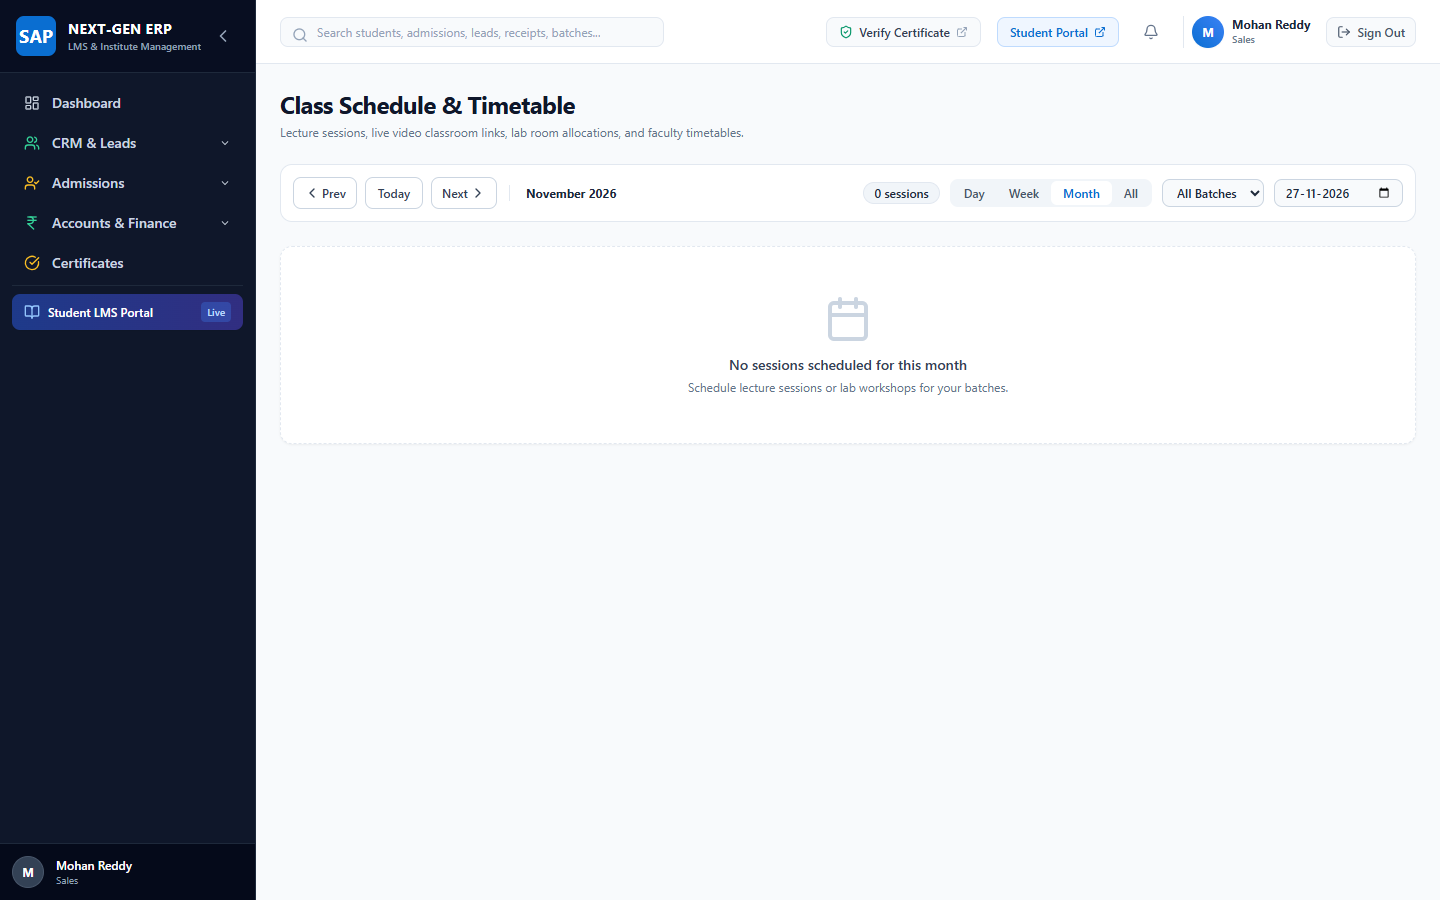 SAP
NEXT-GEN ERP
LMS & Institute Management
Dashboard
CRM & Leads
Admissions
Accounts & Finance
Certificates
Student LMS Portal
Live
M
Mohan Reddy
Sales
Search students, admissions, leads, receipts, batches...
Verify Certificate
Student Portal
M
Mohan Reddy
Sales
Sign Out
Class Schedule & Timetable
Lecture sessions, live video classroom links, lab room allocations, and faculty timetables.
Prev
Today
Next
November 2026
0 sessions
Day
Week
Month
All
All Batches
27-11-2026
No sessions scheduled for this month
Schedule lecture sessions or lab workshops for your batches.